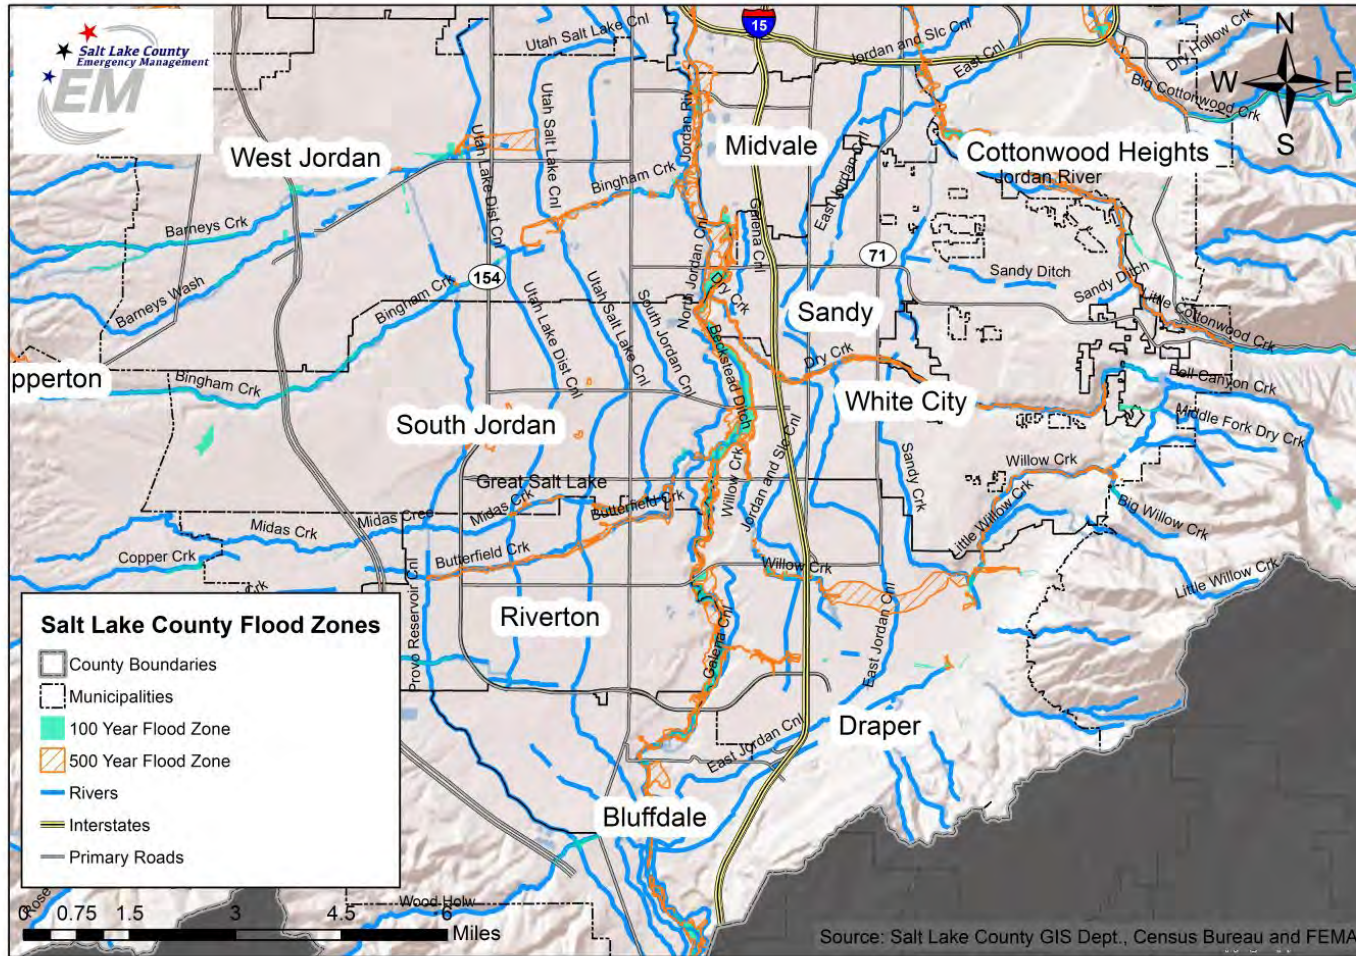 Salt Lake County
Emergency Management
EM
15
N
W
E
S
Utah Salt Lake Cnl
Jordan and Slc Cnl
East Cnl
Dry Hollow Crk
Big Cottonwood Crk
Utah Lake Dist Cnl
Utah Salt Lake Cnl
Jordan Riv
Midvale
West Jordan
Cottonwood Heights
Jordan River
Bingham Crk
East Jordan Cnl
East Jordan Cnl
Barneys Crk
Galena Cnl
North Jordan Cnl
71
154
Sandy Ditch
Sandy Ditch
Barneys Wash
Bingham Crk
Utah Lake Dist Cnl
Utah Salt Lake Cnl
South Jordan Cnl
Dry Crk
Sandy
Little Cottonwood Crk
Beckstead Ditch
Dry Crk
pperton
Bingham Crk
Bell Canyon Crk
White City
Middle Fork Dry Crk
South Jordan
Jordan and Slc Cnl
Willow Crk
Willow Crk
Sandy Crk
Great Salt Lake
Midas Crk
Butterfield Crk
Midas Cree
Midas Crk
Little Willow Crk
Big Willow Crk
Copper Crk
Butterfield Crk
Willow Crk
Little Willow Crk
Crk
Provo Reservoir Cnl
Riverton
Galena Cnl
East Jordan Cnl
Draper
East Jordan Cnl
Bluffdale
Salt Lake County Flood Zones
County Boundaries
Municipalities
100 Year Flood Zone
500 Year Flood Zone
Rivers
Interstates
Primary Roads
Rose
Wood Holw
0 0.75 1.5 3 4.5 6
Miles
Source: Salt Lake County GIS Dept., Census Bureau and FEMA